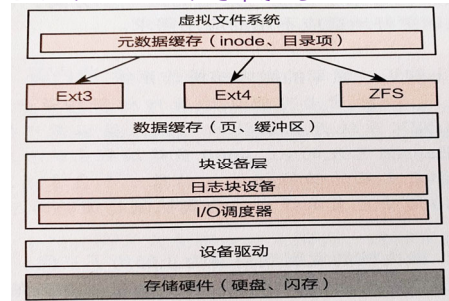 虚拟文件系统
元数据缓存（inode、目录项）
Ext3 Ext4 ZFS
数据缓存（页、缓冲区）
块设备层
日志块设备
I/O调度器
设备驱动
存储硬件（硬盘、闪存）